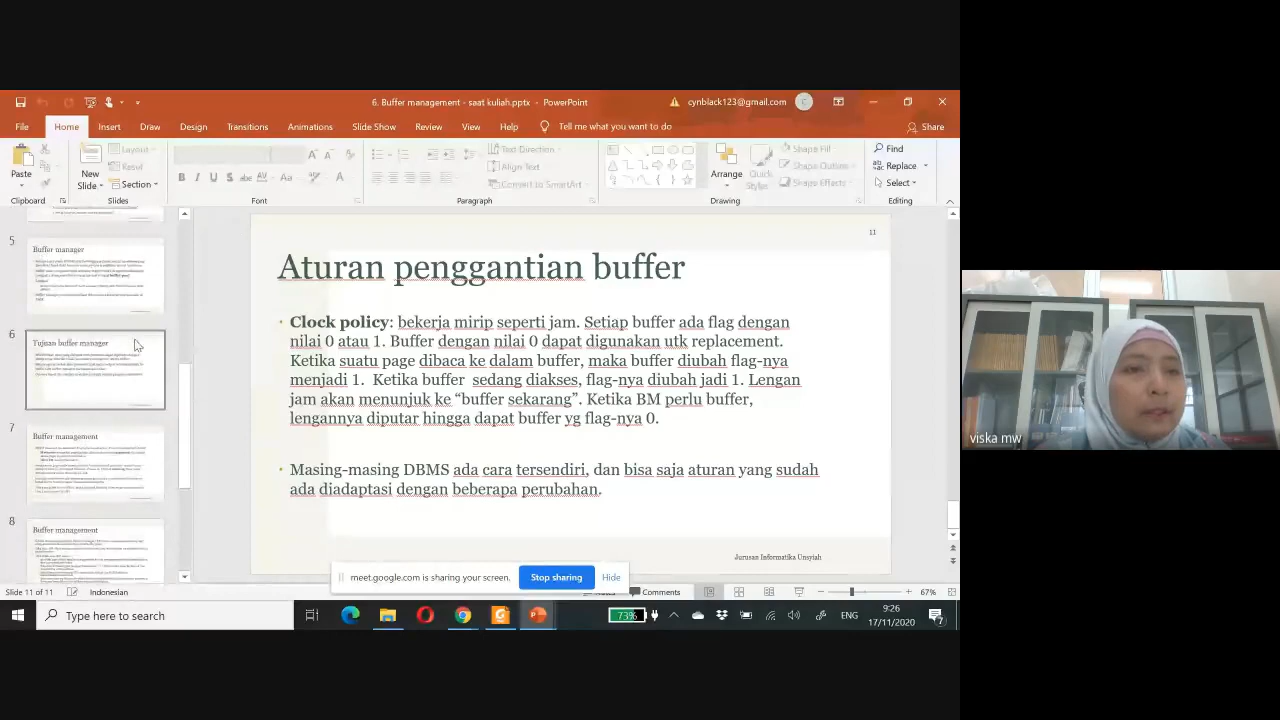 6. Buffer management - saat kuliah.pptx - PowerPoint
cynblack123@gmail.com
C
File Home Insert Draw Design Transitions Animations Slide Show Review View Help Tell me what you want to do
Share
Paste
New
Slide
Layout
Reset
Section
Text Direction
Align Text
Convert to SmartArt
Arrange
Quick
Styles
Shape Fill
Shape Outline
Shape Effects
Find
Replace
Select
Clipboard Slides Font Paragraph Drawing Editing
5
Buffer manager
6
Tujuan buffer manager
7
Buffer management
8
Buffer management
11
Aturan penggantian buffer
Clock policy: bekerja mirip seperti jam. Setiap buffer ada flag dengan
nilai 0 atau 1. Buffer dengan nilai 0 dapat digunakan utk replacement.
Ketika suatu page dibaca ke dalam buffer, maka buffer diubah flag-nya
menjadi 1. Ketika buffer sedang diakses, flag-nya diubah jadi 1. Lengan
jam akan menunjuk ke “buffer sekarang”. Ketika BM perlu buffer,
lengannya diputar hingga dapat buffer yg flag-nya 0.
Masing-masing DBMS ada cara tersendiri, dan bisa saja aturan yang sudah
ada diadaptasi dengan beberapa perubahan.
Jurusan Informatika Unsyiah
meet.google.com is sharing your screen.
Stop sharing
Hide
Slide 11 of 11
Indonesian
Comments
67%
Type here to search
73%
ENG
9:26
17/11/2020
7
viska mw